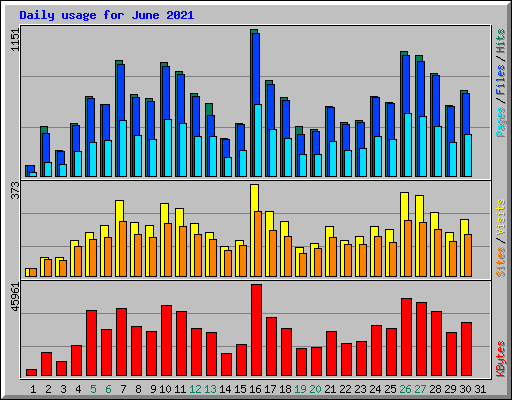 Daily usage for June 2021
1151
Pages / Files / Hits
373
Sites / Visits
45961
KBytes
1 2 3 4 5 6 7 8 9 10 11 12 13 14 15 16 17 18 19 20 21 22 23 24 25 26 27 28 29 30 31